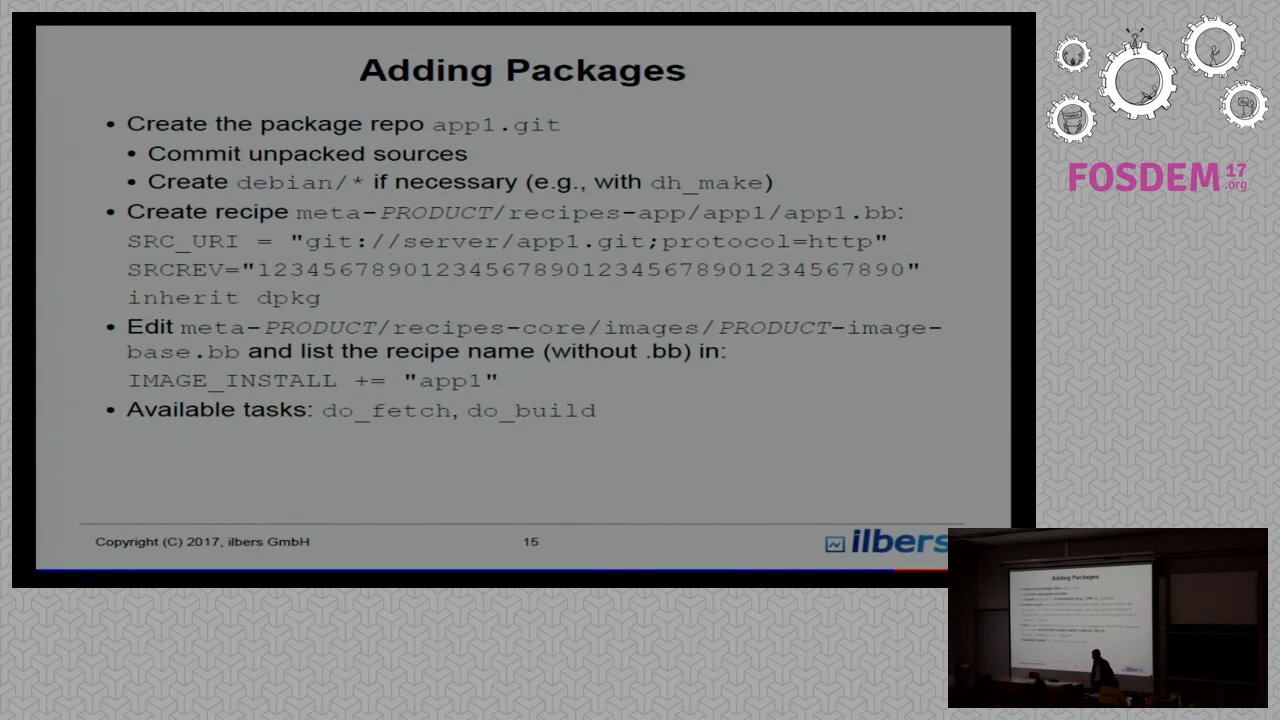 Adding Packages
• Create the package repo app1.git
• Commit unpacked sources
• Create debian/* if necessary (e.g., with dh_make)
• Create recipe meta-PRODUCT/recipes-app/app1/app1.bb:
SRC_URI = "git://server/app1.git;protocol=http"
SRCREV="1234567890123456789012345678901234567890"
inherit dpkg
• Edit meta-PRODUCT/recipes-core/images/PRODUCT-image-
base.bb and list the recipe name (without .bb) in:
IMAGE_INSTALL += "app1"
• Available tasks: do_fetch, do_build
Copyright (C) 2017, ilbers GmbH
15
ilbers
FOSDEM 17
.org
Adding Packages